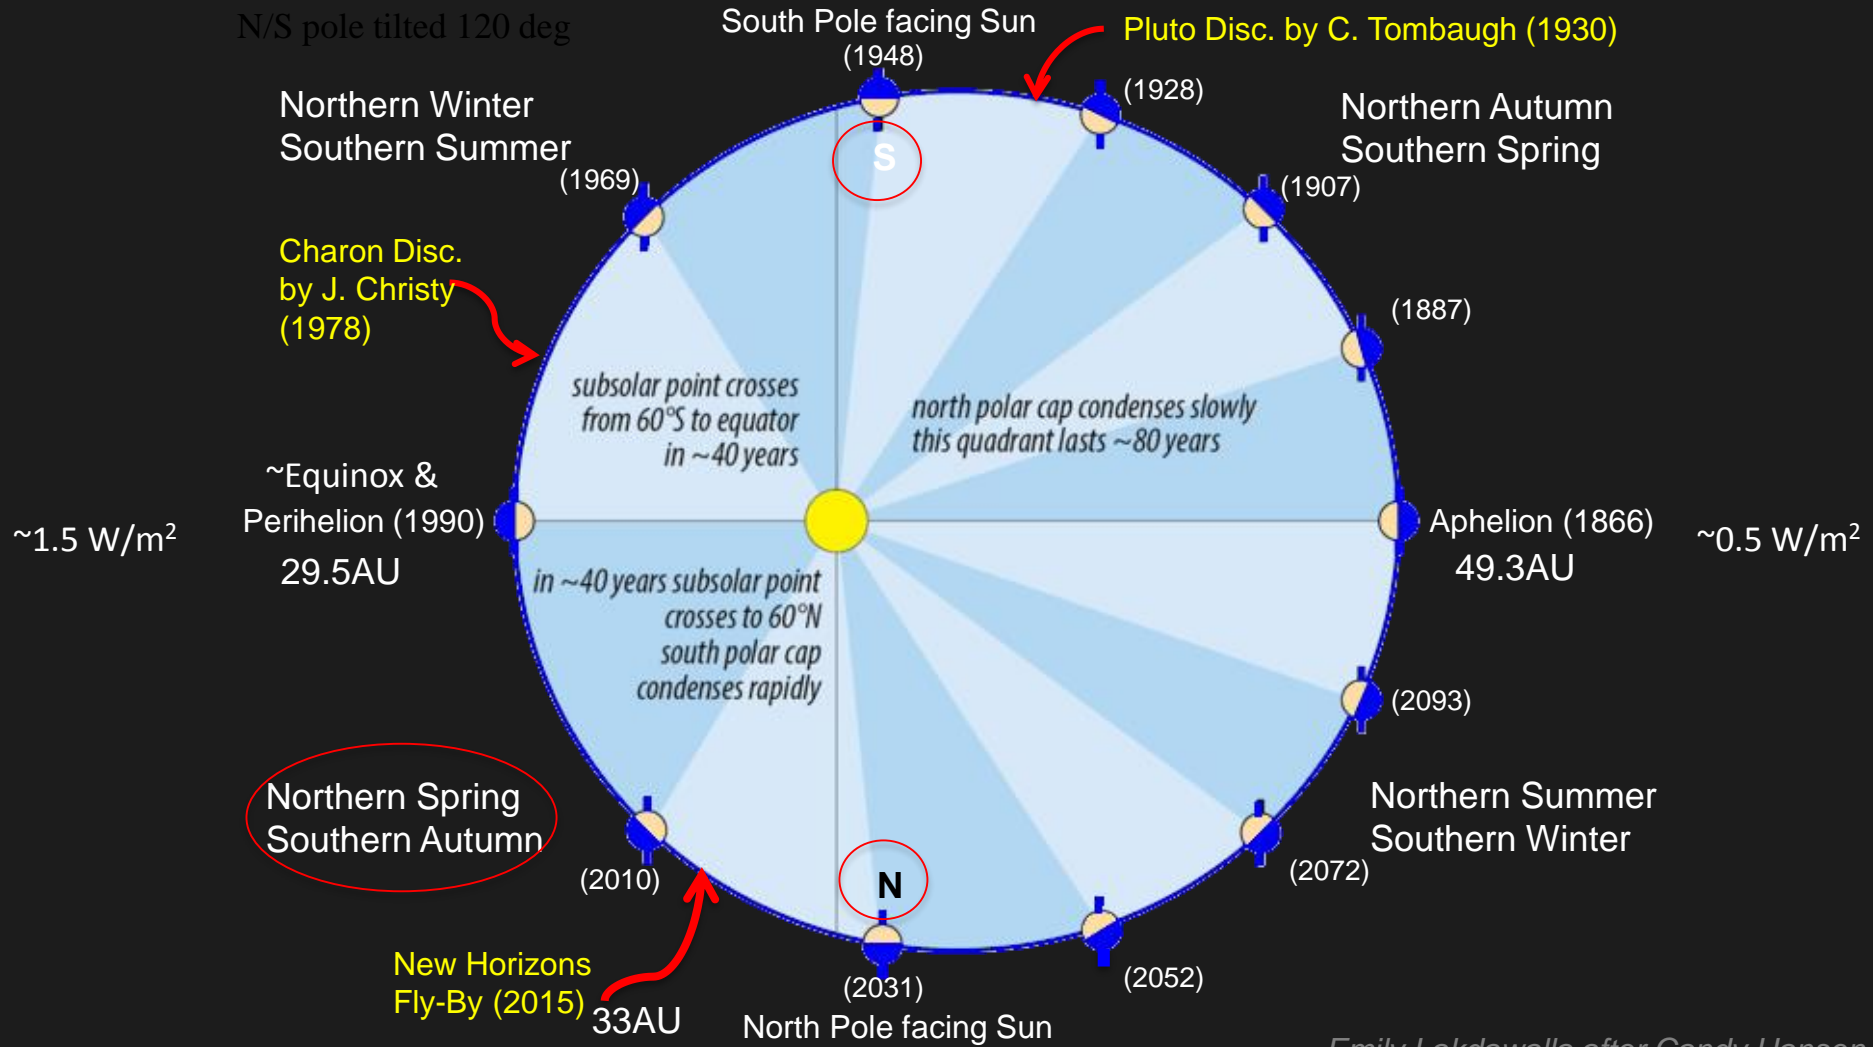 N/S pole tilted 120 deg
South Pole facing Sun
(1948)
Pluto Disc. by C. Tombaugh (1930)
(1928)
Northern Winter
Southern Summer
Northern Autumn
Southern Spring
S
(1969)
(1907)
Charon Disc.
by J. Christy
(1978)
(1887)
subsolar point crosses
from 60°S to equator
in ~40 years
north polar cap condenses slowly
this quadrant lasts ~80 years
~Equinox &
Perihelion (1990)
29.5AU
~1.5 W/m²
Aphelion (1866)
49.3AU
~0.5 W/m²
in ~40 years subsolar point
crosses to 60°N
south polar cap
condenses rapidly
(2093)
Northern Spring
Southern Autumn
Northern Summer
Southern Winter
(2010)
N
(2072)
New Horizons
Fly-By (2015)
33AU
(2031)
North Pole facing Sun
(2052)
Emily Lakdawalla after Candy Hansen